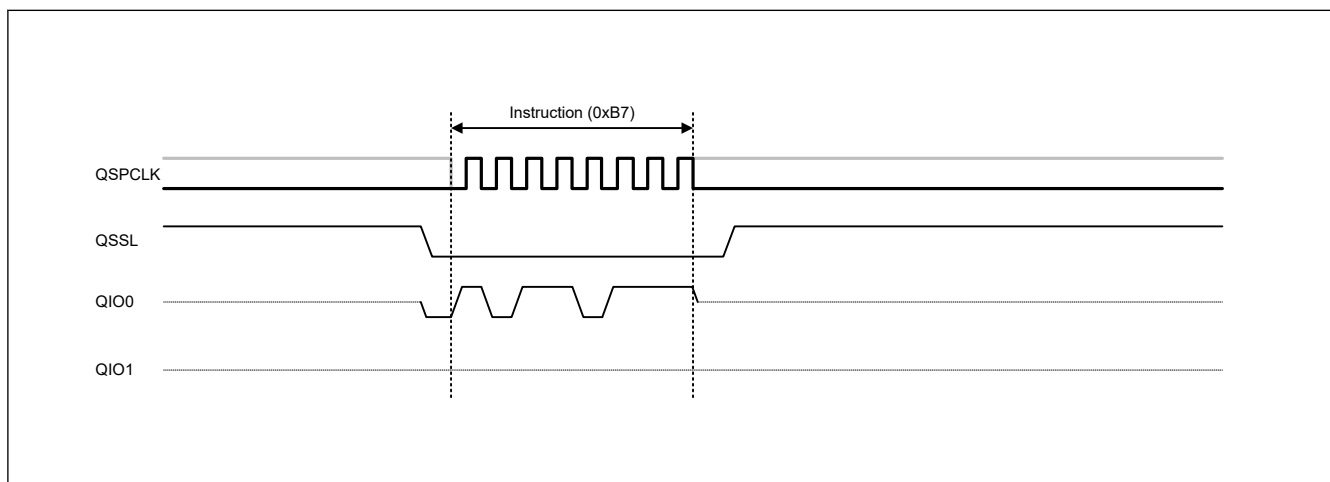 Instruction (0xB7)
QSPCLK
QSSL
QIO0
QIO1